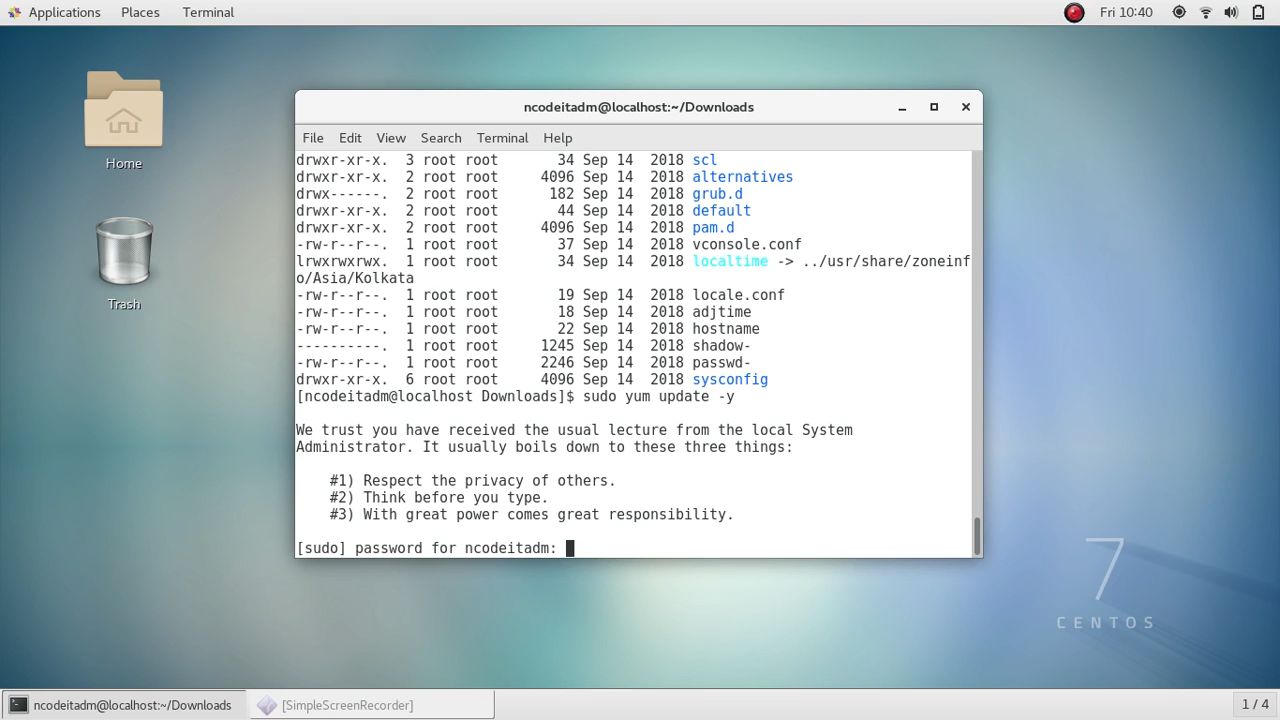 Applications Places Terminal Fri 10:40
Home
Trash
ncodeitadm@localhost:~/Downloads
File Edit View Search Terminal Help
drwxr-xr-x.  3 root root       34 Sep 14  2018 scl
drwxr-xr-x.  2 root root     4096 Sep 14  2018 alternatives
drwx------.  2 root root      182 Sep 14  2018 grub.d
drwxr-xr-x.  2 root root       44 Sep 14  2018 default
drwxr-xr-x.  2 root root     4096 Sep 14  2018 pam.d
-rw-r--r--.  1 root root       37 Sep 14  2018 vconsole.conf
lrwxrwxrwx.  1 root root       34 Sep 14  2018 localtime -> ../usr/share/zoneinf
o/Asia/Kolkata
-rw-r--r--.  1 root root       19 Sep 14  2018 locale.conf
-rw-r--r--.  1 root root       18 Sep 14  2018 adjtime
-rw-r--r--.  1 root root       22 Sep 14  2018 hostname
----------.  1 root root     1245 Sep 14  2018 shadow-
-rw-r--r--.  1 root root     2246 Sep 14  2018 passwd-
drwxr-xr-x.  6 root root     4096 Sep 14  2018 sysconfig
[ncodeitadm@localhost Downloads]$ sudo yum update -y
We trust you have received the usual lecture from the local System
Administrator. It usually boils down to these three things:
#1) Respect the privacy of others.
#2) Think before you type.
#3) With great power comes great responsibility.
[sudo] password for ncodeitadm:
7
CENTOS
ncodeitadm@localhost:~/Downloads [SimpleScreenRecorder] 1 / 4